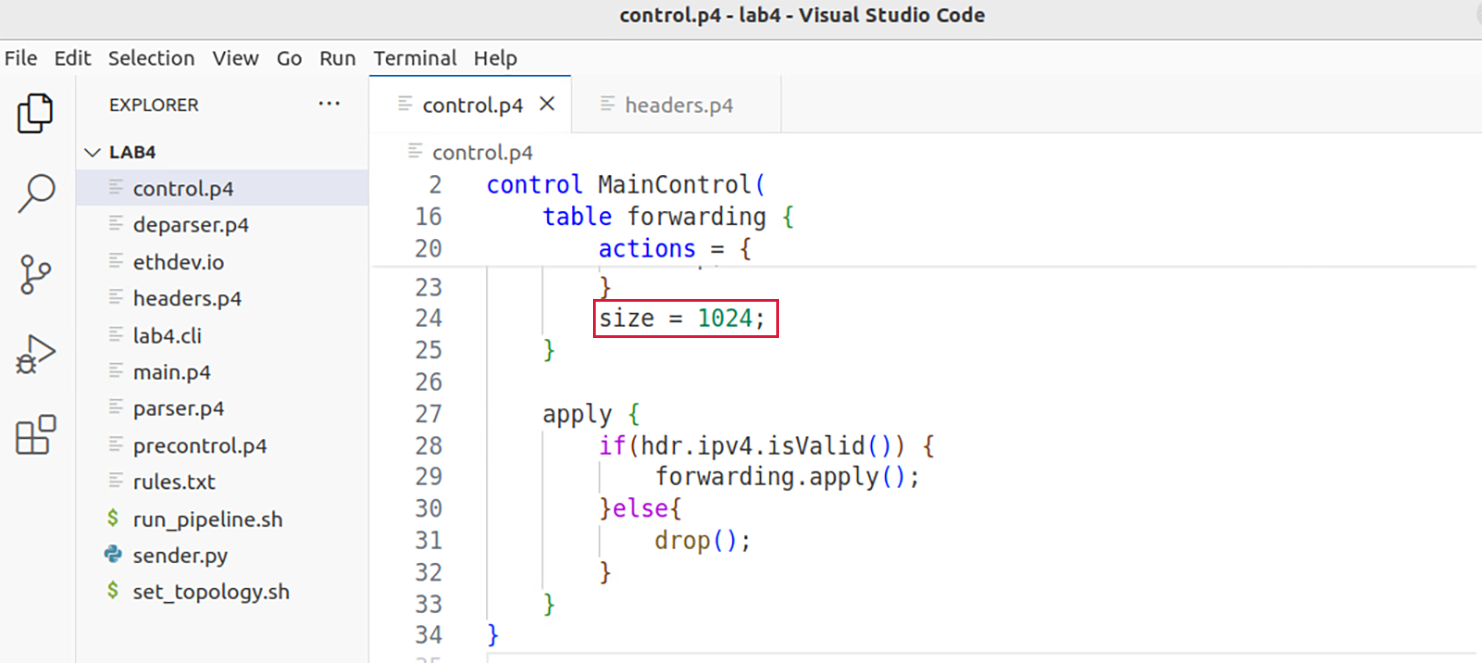 control.p4 - lab4 - Visual Studio Code
File Edit Selection View Go Run Terminal Help
EXPLORER ···
LAB4
control.p4
deparser.p4
ethdev.io
headers.p4
lab4.cli
main.p4
parser.p4
precontrol.p4
rules.txt
$ run_pipeline.sh
sender.py
$ set_topology.sh
control.p4 × headers.p4
control.p4
2 control MainControl(
16 table forwarding {
20 actions = {
23 }
24 size = 1024;
25 }
26
27 apply {
28 if(hdr.ipv4.isValid()) {
29 forwarding.apply();
30 }else{
31 drop();
32 }
33 }
34 }